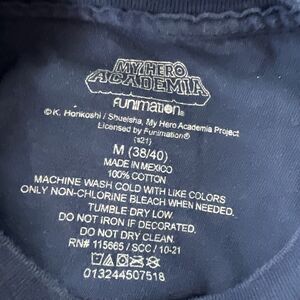 MY HERO
ACADEMIA
FUNIMATION®
©K. Horikoshi / Shueisha, My Hero Academia Project
Licensed by Funimation®
(s21)
M (38/40)
MADE IN MEXICO
100% COTTON
MACHINE WASH COLD WITH LIKE COLORS
ONLY NON-CHLORINE BLEACH WHEN NEEDED.
TUMBLE DRY LOW
DO NOT IRON IF DECORATED.
DO NOT DRY CLEAN.
RN# 115665 / SCC / 10-21
013244507518